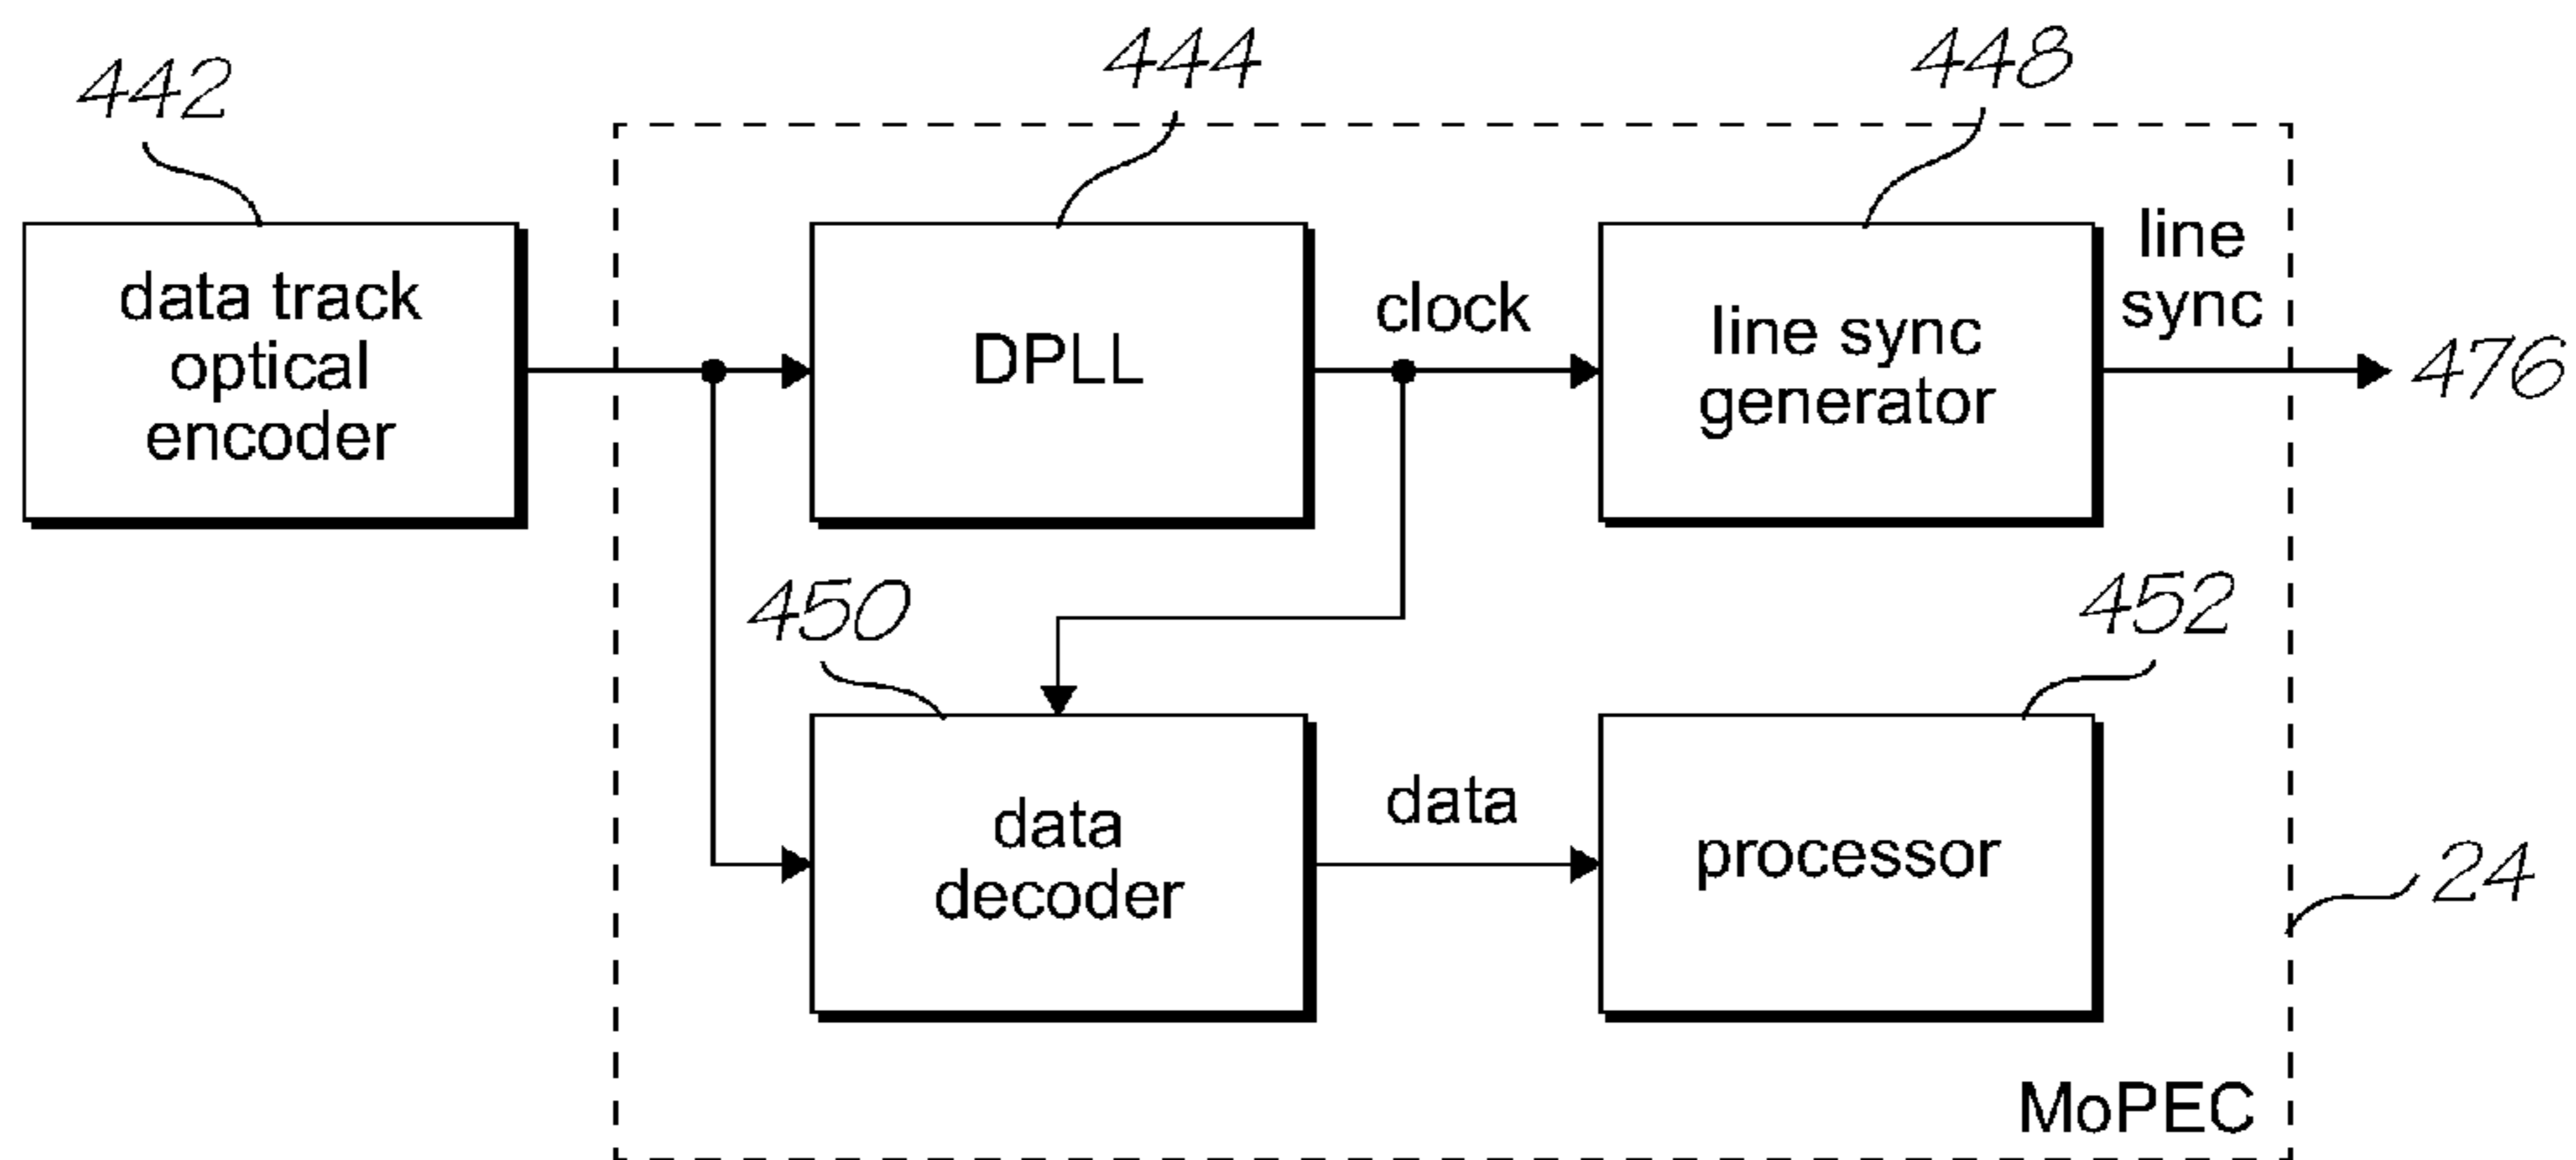 442
444
448
data track
optical
encoder
DPLL
clock
line sync
generator
line
sync
476
450
452
data
decoder
data
processor
24
MoPEC